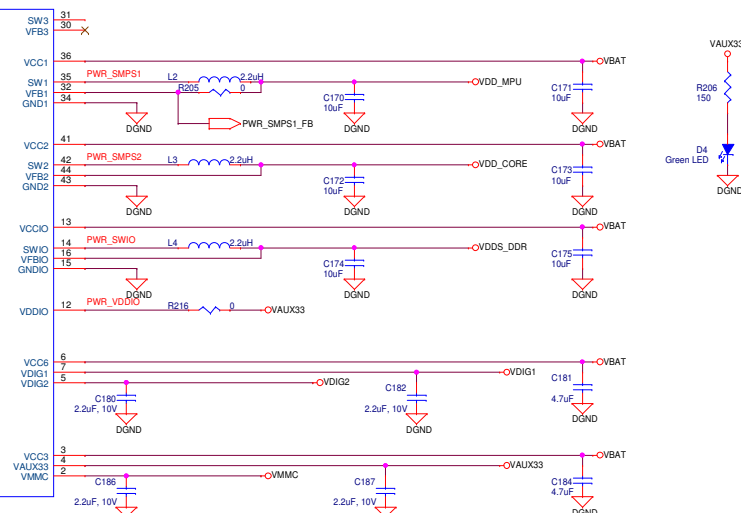 SW3 31
VFB3 30
VCC1 36 VBAT
SW1 35 PWR_SMPS1 L2 2.2uH VDD_MPU
VFB1 32 R205 0
GND1 34
C170 10uF
C171 10uF
DGND DGND DGND
PWR_SMPS1_FB
VCC2 41 VBAT
SW2 42 PWR_SMPS2 L3 2.2uH VDD_CORE
VFB2 44
GND2 43
C172 10uF
C173 10uF
DGND DGND DGND
VCCIO 13 VBAT
SWIO 14 PWR_SWIO L4 2.2uH VDDS_DDR
VFBIO 16
GNDIO 15
C174 10uF
C175 10uF
DGND DGND DGND
VDDIO 12 PWR_VDDIO R216 0 VAUX33
VCC6 6 VBAT
VDIG1 7 VDIG1
VDIG2 5 VDIG2
C180 2.2uF, 10V
C182 2.2uF, 10V
C181 4.7uF
DGND DGND DGND
VCC3 3 VBAT
VAUX33 4 VAUX33
VMMC 2 VMMC
C186 2.2uF, 10V
C187 2.2uF, 10V
C184 4.7uF
DGND
VAUX33
R206
150
D4
Green LED
DGND